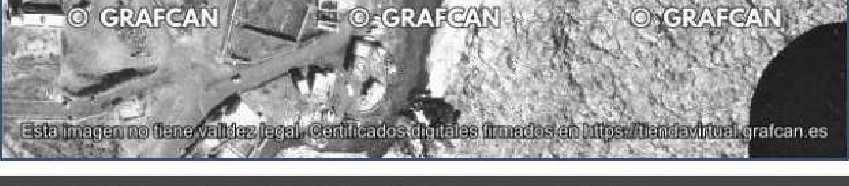 © GRAFCAN © GRAFCAN © GRAFCAN
Esta imagen no tiene validez legal. Certificados digitales firmados en https://tiendavirtual.grafcan.es